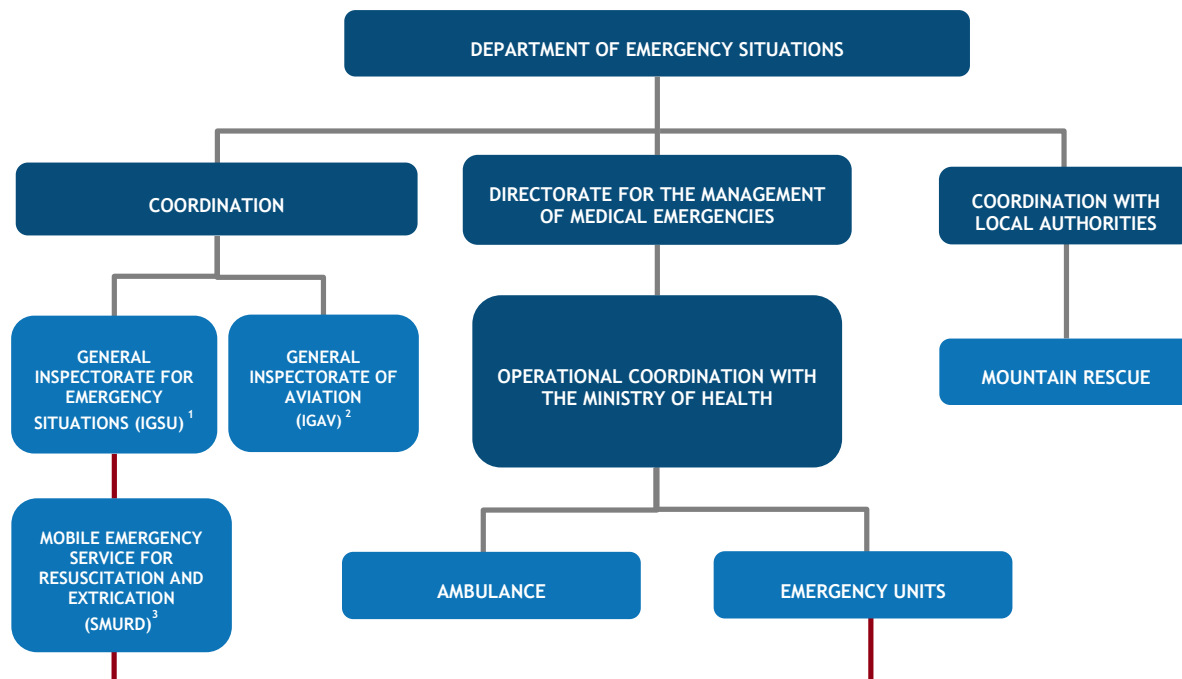 DEPARTMENT OF EMERGENCY SITUATIONS
COORDINATION
DIRECTORATE FOR THE MANAGEMENT
OF MEDICAL EMERGENCIES
COORDINATION WITH
LOCAL AUTHORITIES
GENERAL
INSPECTORATE FOR
EMERGENCY
SITUATIONS (IGSU) 1
GENERAL
INSPECTORATE OF
AVIATION
(IGAV) 2
OPERATIONAL COORDINATION WITH
THE MINISTRY OF HEALTH
MOUNTAIN RESCUE
MOBILE EMERGENCY
SERVICE FOR
RESUSCITATION AND
EXTRICATION
(SMURD) 3
AMBULANCE
EMERGENCY UNITS